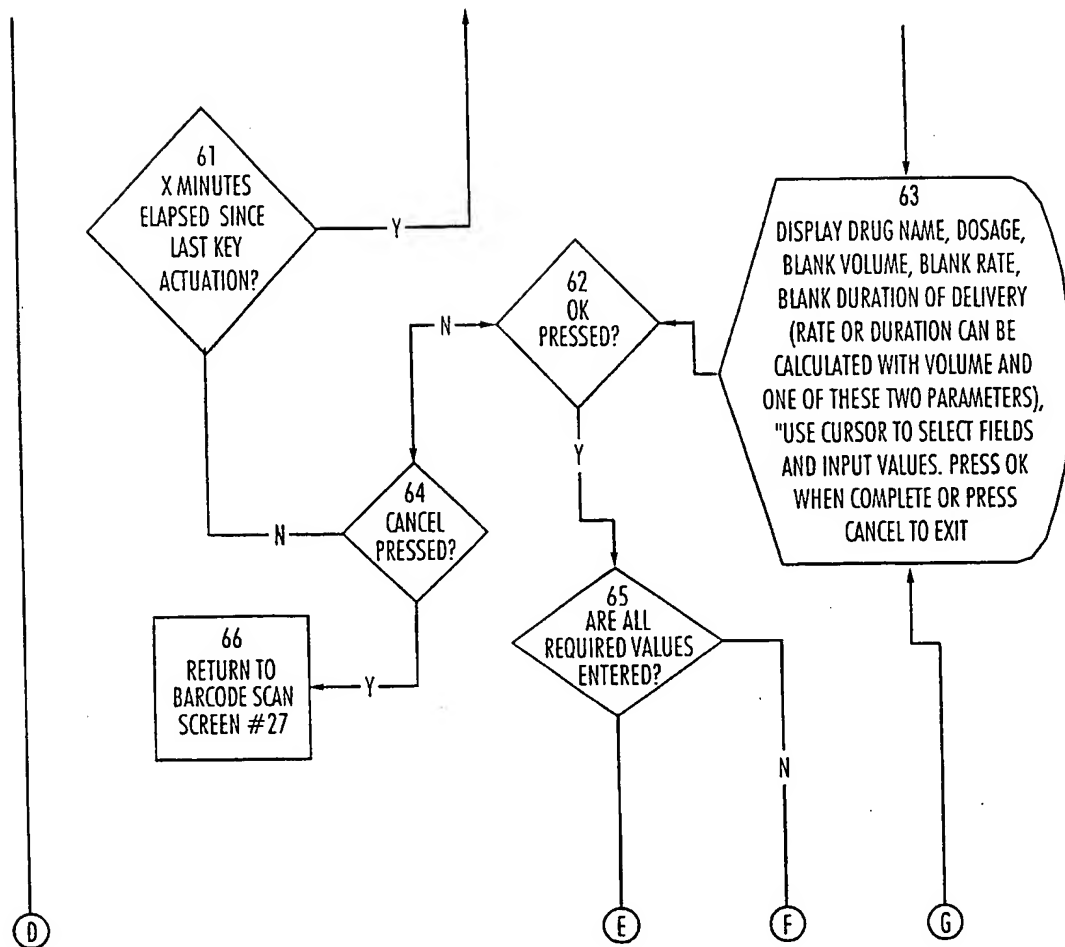 61
X MINUTES
ELAPSED SINCE
LAST KEY
ACTUATION?
Y
63
DISPLAY DRUG NAME, DOSAGE,
BLANK VOLUME, BLANK RATE,
BLANK DURATION OF DELIVERY
(RATE OR DURATION CAN BE
CALCULATED WITH VOLUME AND
ONE OF THESE TWO PARAMETERS),
"USE CURSOR TO SELECT FIELDS
AND INPUT VALUES. PRESS OK
WHEN COMPLETE OR PRESS
CANCEL TO EXIT
62
OK
PRESSED?
N
Y
64
CANCEL
PRESSED?
N
Y
66
RETURN TO
BARCODE SCAN
SCREEN #27
65
ARE ALL
REQUIRED VALUES
ENTERED?
N
D
E
F
G